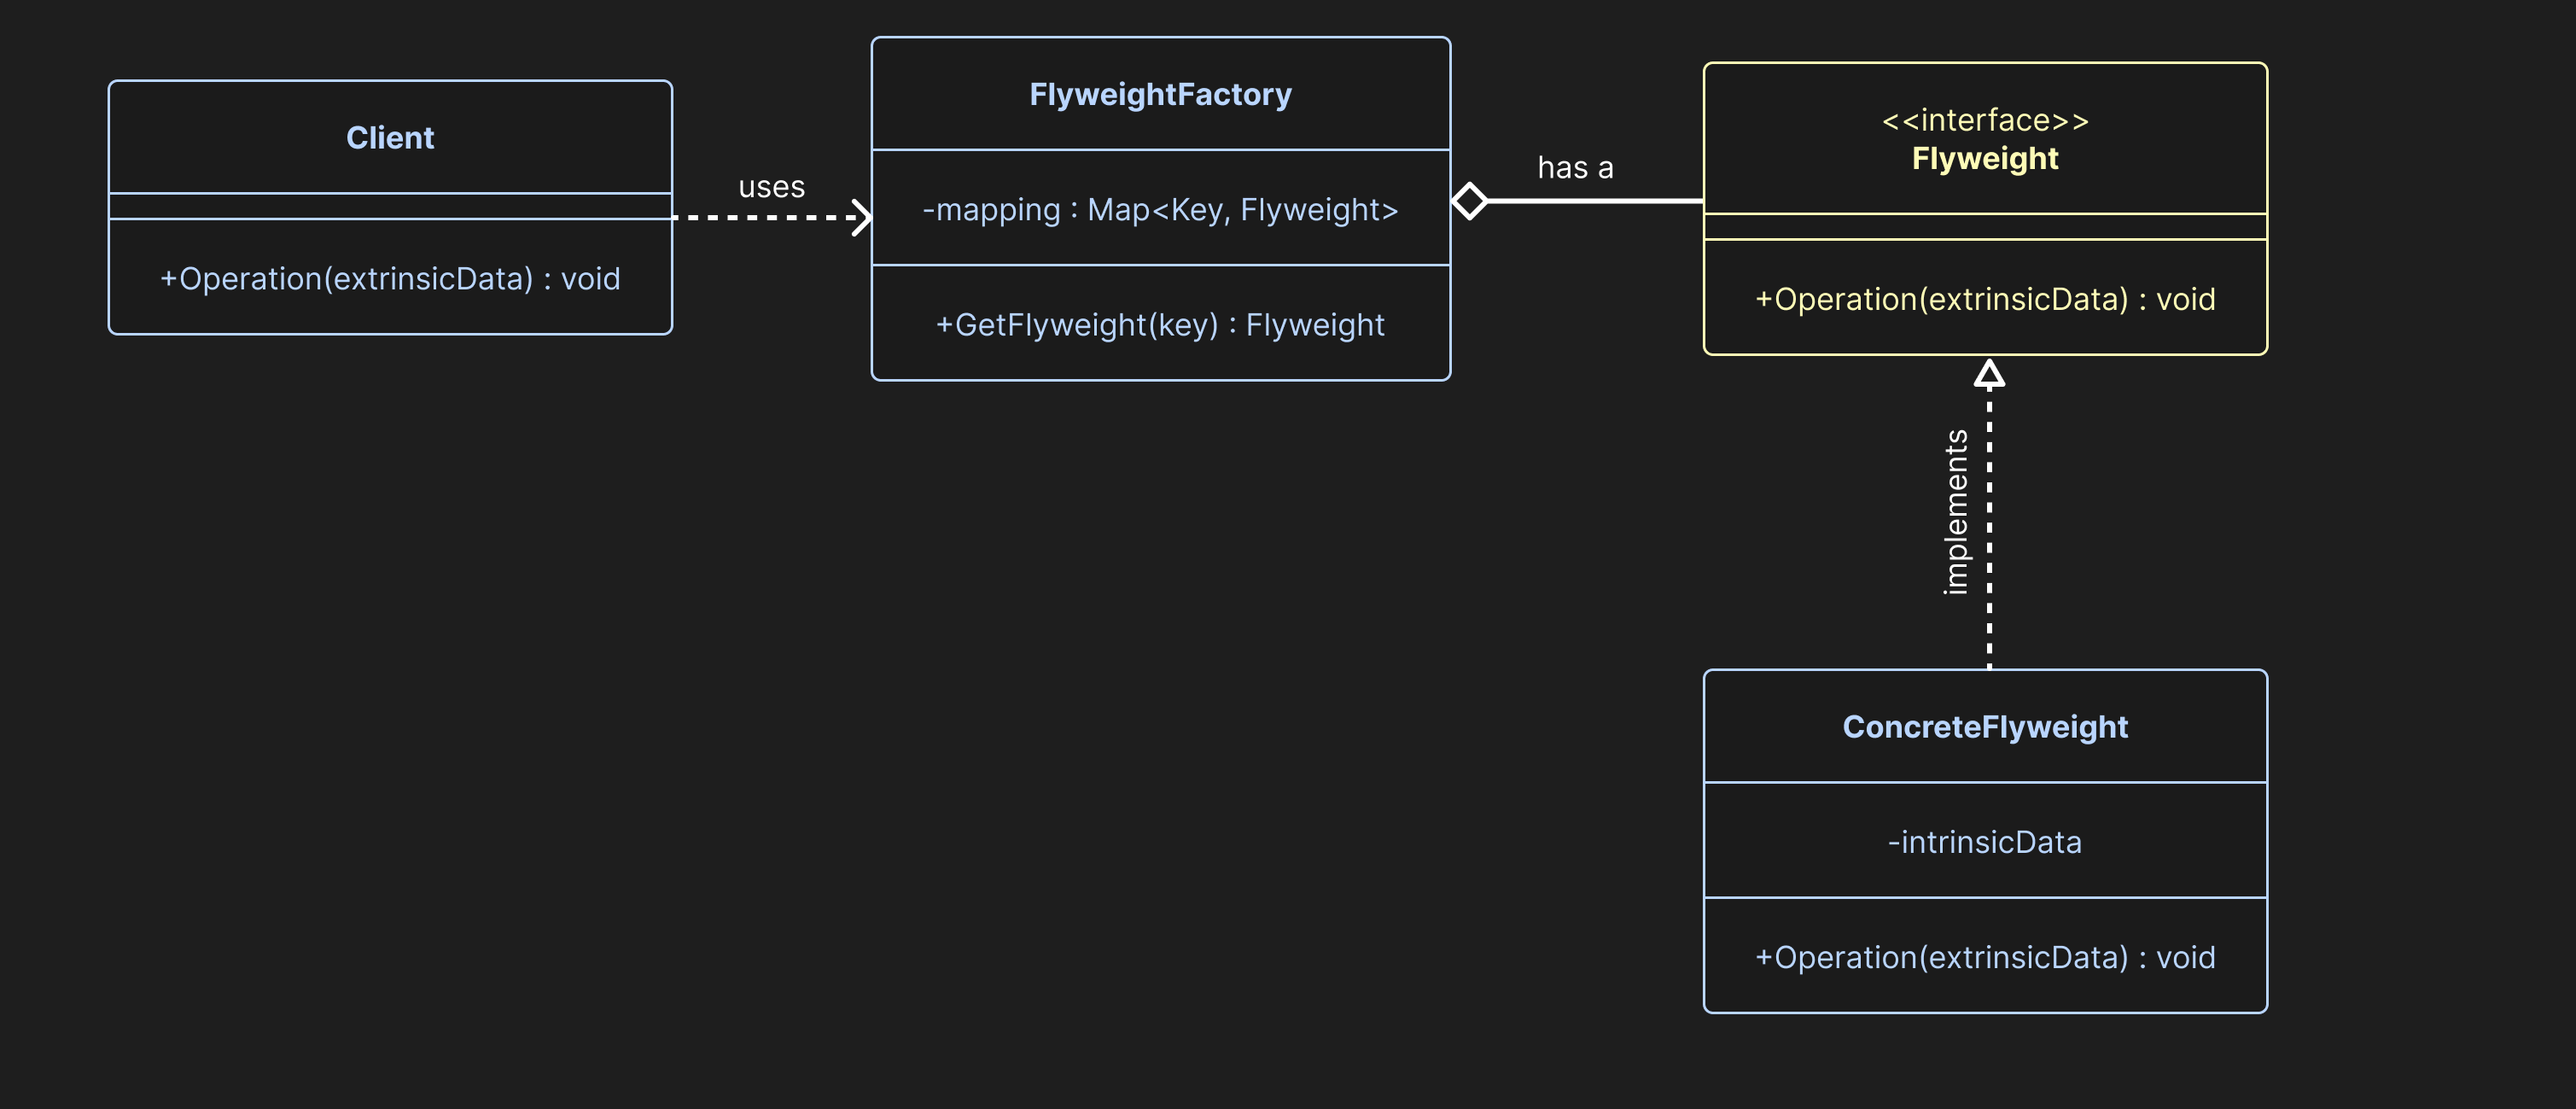 Client
+Operation(extrinsicData) : void
uses
FlyweightFactory
-mapping : Map<Key, Flyweight>
+GetFlyweight(key) : Flyweight
has a
<<interface>>
Flyweight
+Operation(extrinsicData) : void
implements
ConcreteFlyweight
-intrinsicData
+Operation(extrinsicData) : void